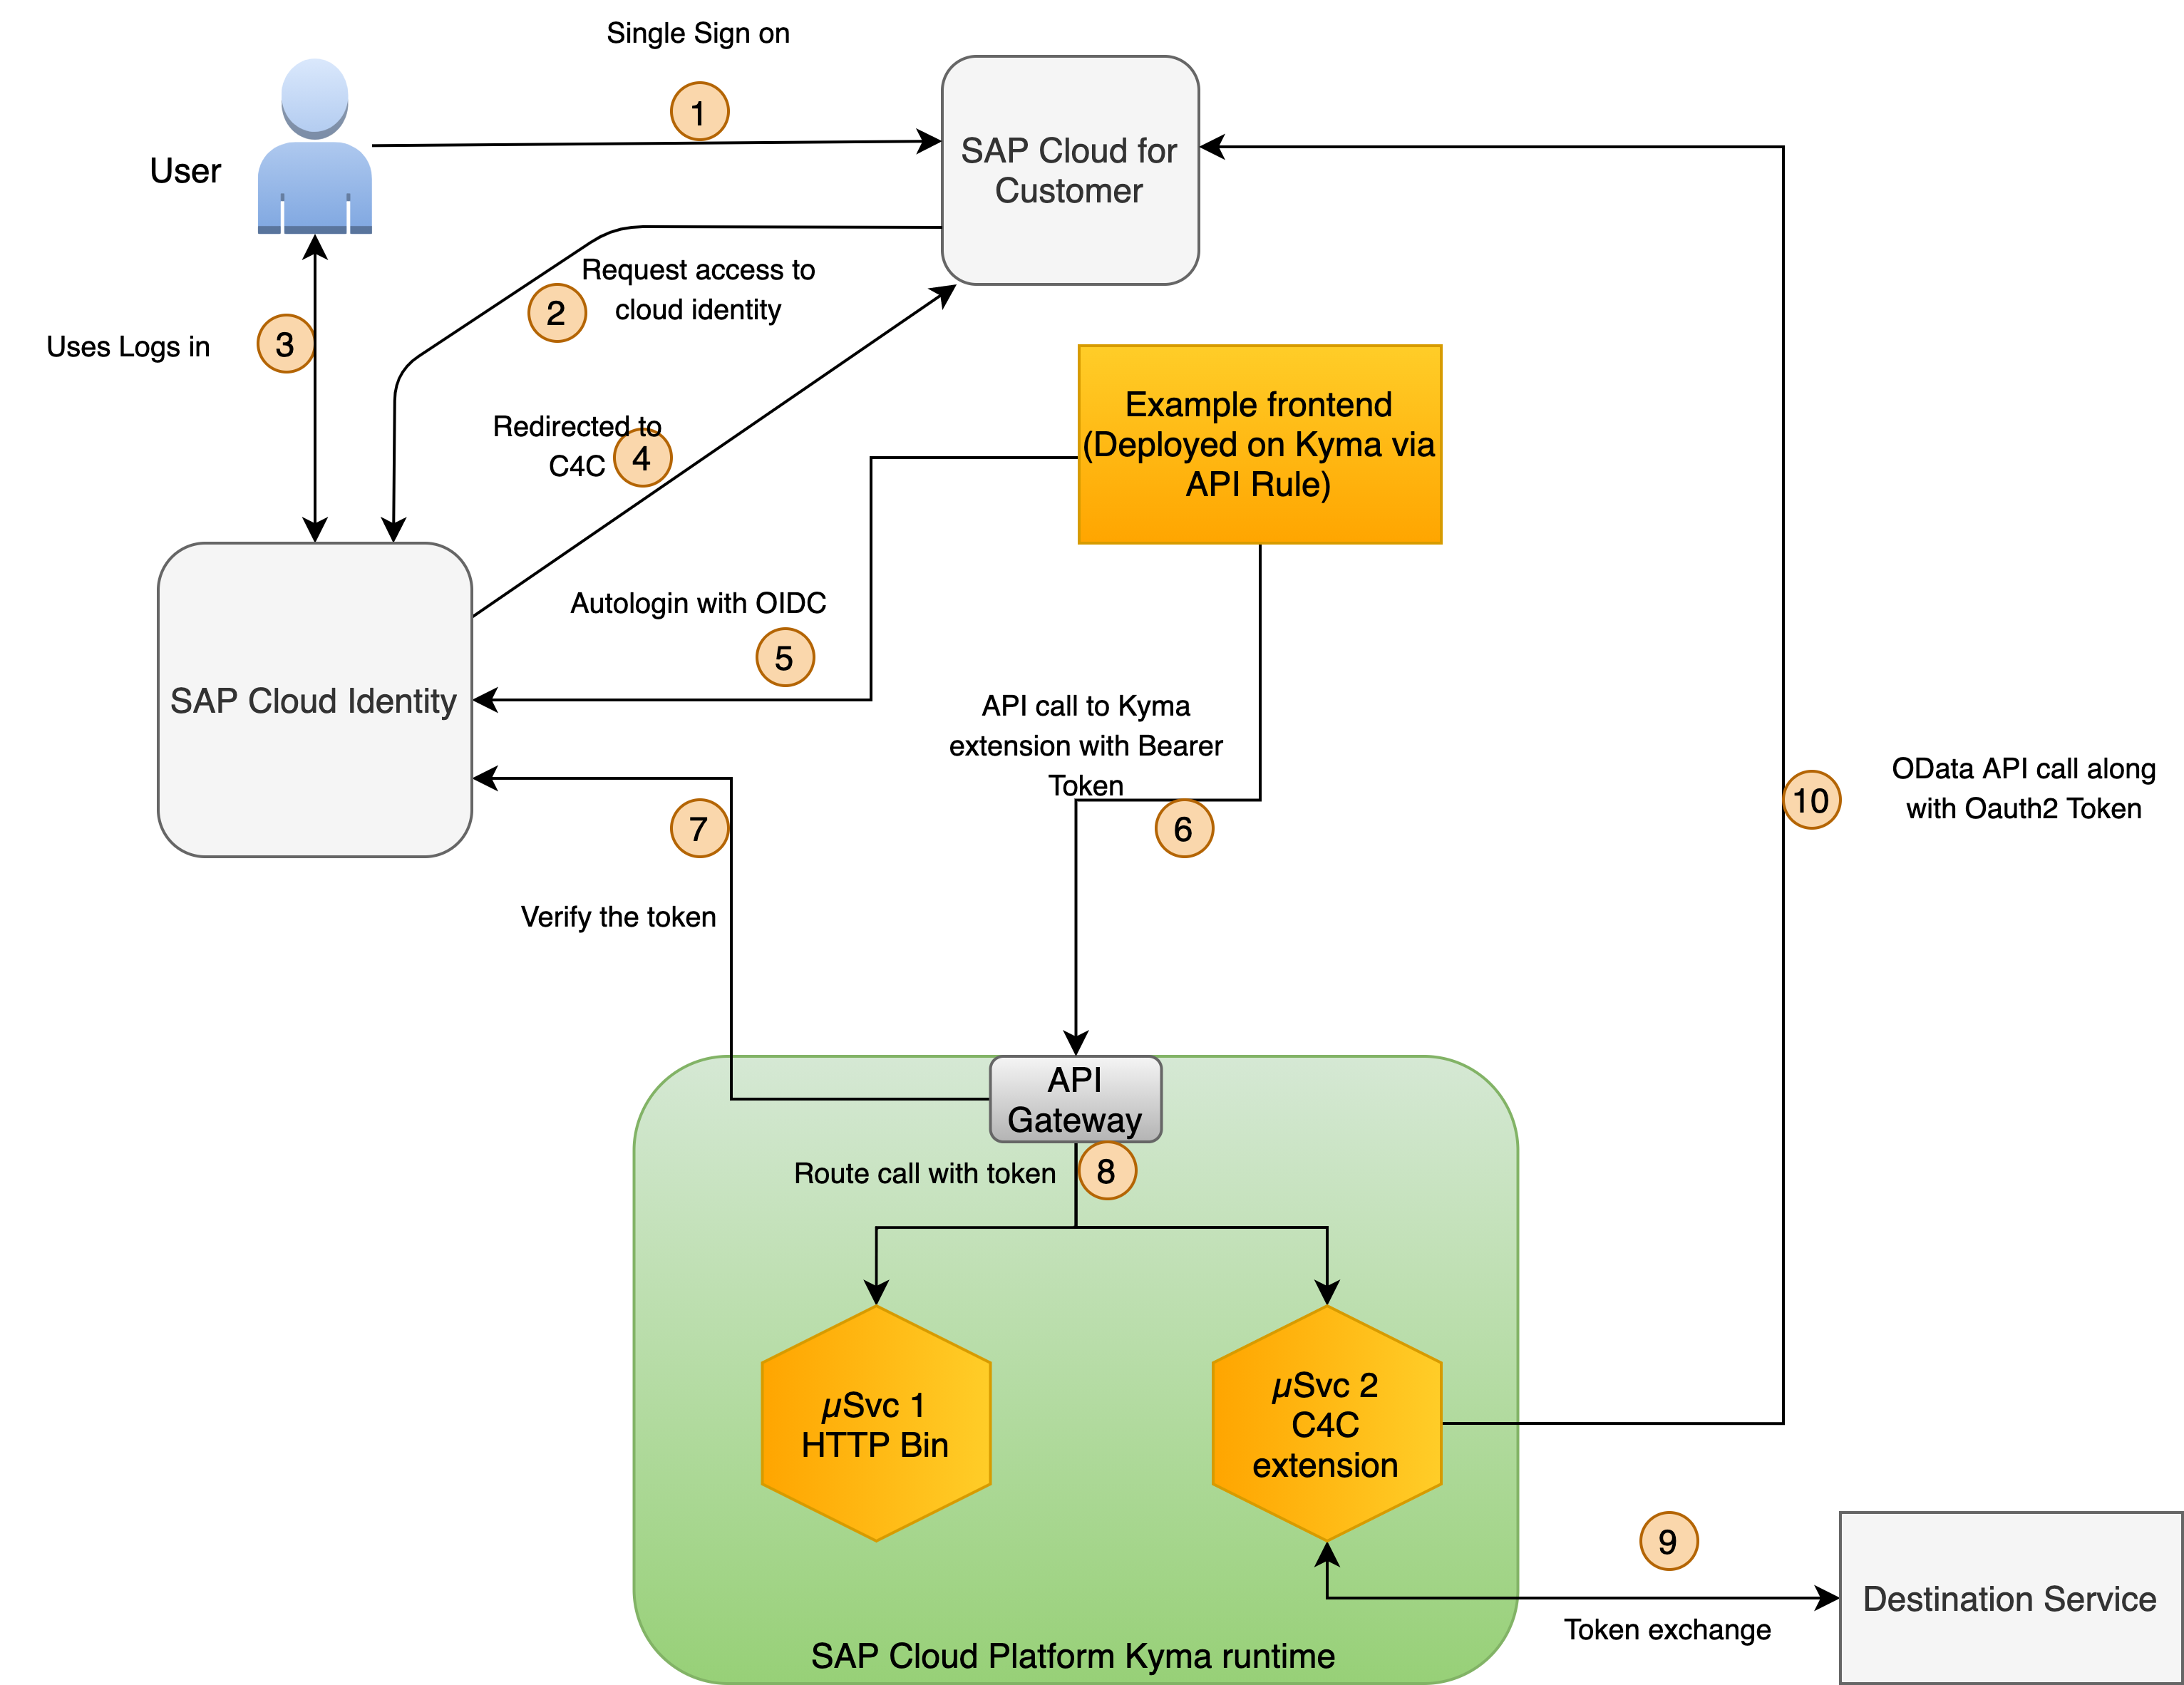 Single Sign on
1
User
SAP Cloud for
Customer
Request access to
cloud identity
2
Uses Logs in
3
Redirected to
C4C
4
Example frontend
(Deployed on Kyma via
API Rule)
Autologin with OIDC
5
SAP Cloud Identity
API call to Kyma
extension with Bearer
Token
6
7
Verify the token
10
OData API call along
with Oauth2 Token
API
Gateway
Route call with token
8
µSvc 1
HTTP Bin
µSvc 2
C4C
extension
9
Token exchange
Destination Service
SAP Cloud Platform Kyma runtime